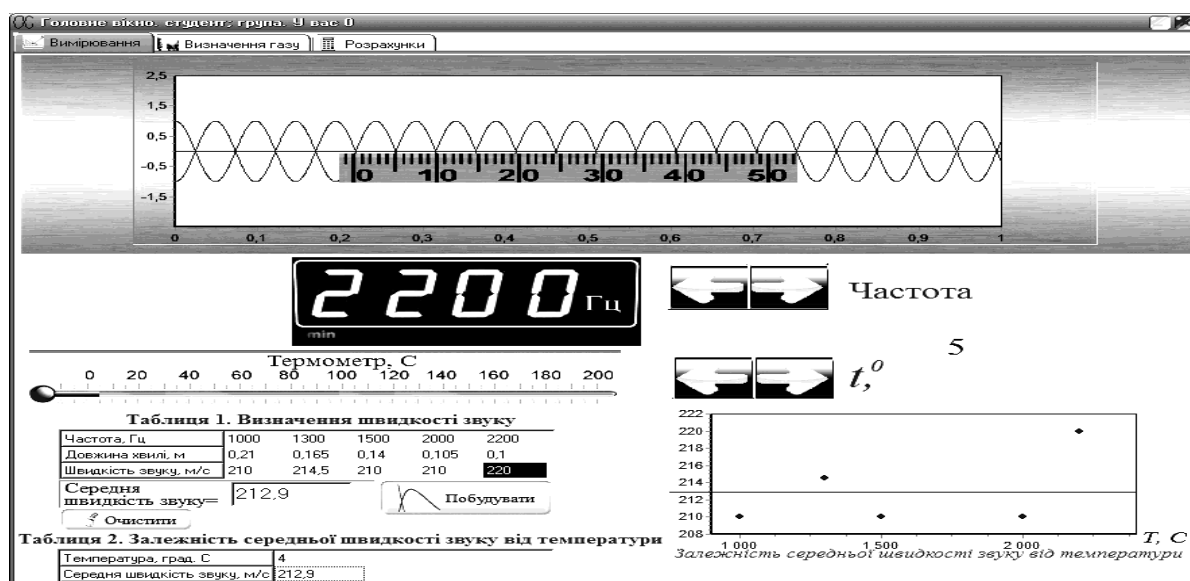 Головне вікно. студент; група. У вас 0
Вимірювання Визначення газу Розрахунки
2,5
1,5
0,5
-0,5
-1,5
0 10 20 30 40 50
0 0,1 0,2 0,3 0,4 0,5 0,6 0,7 0,8 0,9 1
2200 Гц
min
Частота
Термометр, С
0 20 40 60 80 100 120 140 160 180 200
5
t,⁰
Таблиця 1. Визначення швидкості звуку
Частота, Гц 1000 1300 1500 2000 2200
Довжина хвилі, м 0,21 0,165 0,14 0,105 0,1
Швидкість звуку, м/с 210 214,5 210 210 220
Середня
швидкість звуку= 212,9
Побудувати
Очистити
Таблиця 2. Залежність середньої швидкості звуку від температури
Температура, град. С 4
Середня швидкість звуку, м/с 212,9
222
220
218
216
214
212
210
208
1 000 1 500 2 000
T, C
Залежність середньої швидкості звуку від температури